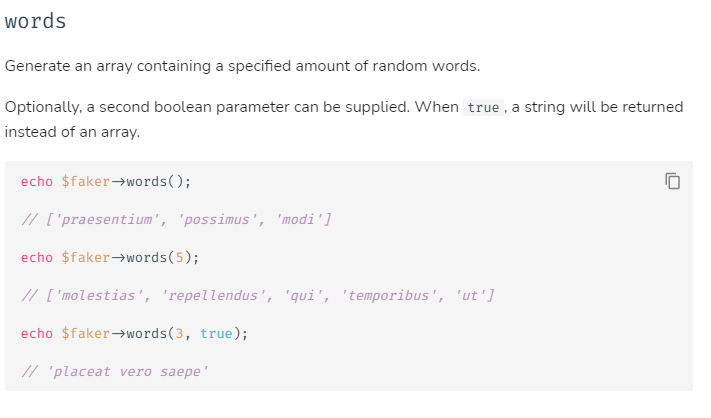 words
Generate an array containing a specified amount of random words.
Optionally, a second boolean parameter can be supplied. When true, a string will be returned
instead of an array.
echo $faker->words();
// ['praesentium', 'possimus', 'modi']
echo $faker->words(5);
// ['molestias', 'repellendus', 'qui', 'temporibus', 'ut']
echo $faker->words(3, true);
// 'placeat vero saepe'